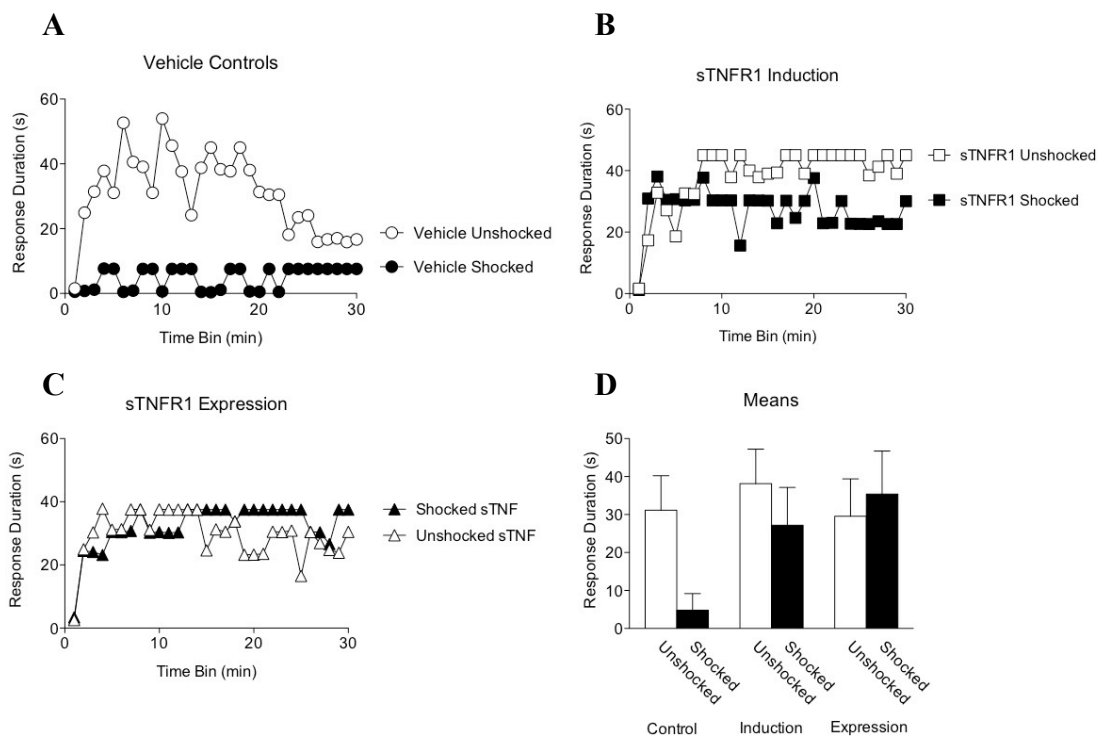 A
Vehicle Controls
60
40
20
0
Response Duration (s)
0
10
20
30
Time Bin (min)
Vehicle Unshocked
Vehicle Shocked
B
sTNFR1 Induction
60
40
20
0
Response Duration (s)
0
10
20
30
Time Bin (min)
sTNFR1 Unshocked
sTNFR1 Shocked
C
sTNFR1 Expression
60
40
20
0
Response Duration (s)
0
10
20
30
Time Bin (min)
Shocked sTNF
Unshocked sTNF
D
Means
50
40
30
20
10
0
Response Duration (s)
Unshocked
Shocked
Unshocked
Shocked
Unshocked
Shocked
Control
Induction
Expression